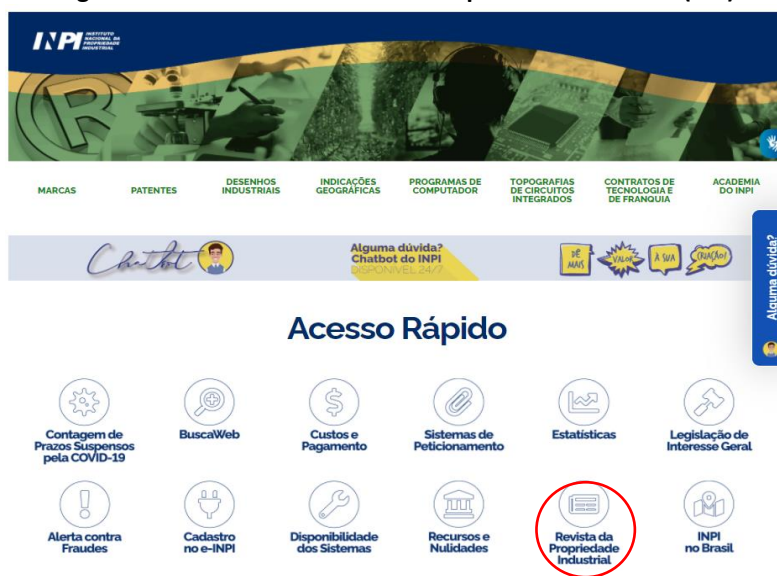 INPI INSTITUTO
NACIONAL DA
PROPRIEDADE
INDUSTRIAL
MARCAS
PATENTES
DESENHOS
INDUSTRIAIS
INDICAÇÕES
GEOGRÁFICAS
PROGRAMAS DE
COMPUTADOR
TOPOGRAFIAS
DE CIRCUITOS
INTEGRADOS
CONTRATOS DE
TECNOLOGIA E
DE FRANQUIA
ACADEMIA
DO INPI
Chatbot
Alguma dúvida?
Chatbot do INPI
DISPONÍVEL 24/7
DÊ
MAIS
VALOR
À SUA
CRIAÇÃO!
Alguma dúvida?
Acesso Rápido
Contagem de
Prazos Suspensos
pela COVID-19
BuscaWeb
Custos e
Pagamento
Sistemas de
Peticionamento
Estatísticas
Legislação de
Interesse Geral
Alerta contra
Fraudes
Cadastro
no e-INPI
Disponibilidade
dos Sistemas
Recursos e
Nulidades
Revista da
Propriedade
Industrial
INPI
no Brasil